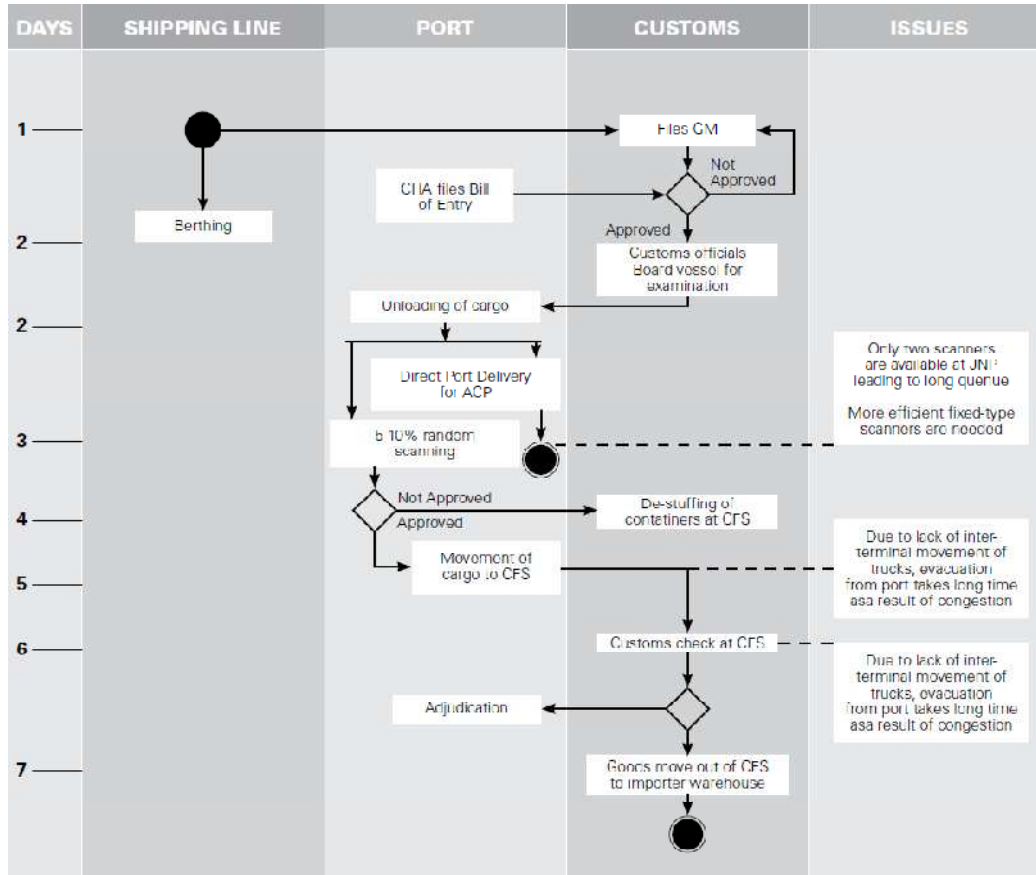 DAYS
SHIPPING LINE
PORT
CUSTOMS
ISSUES
1
Files GM
Not
Approved
CHA files Bill
of Entry
Berthing
Approved
2
Customs officials
Board vessel for
examination
Unloading of cargo
2
Only two scanners
are available at JNP
leading to long quenue
More efficient fixed-type
scanners are needed
Direct Port Delivery
for ACP
3
5 10% random
scanning
Not Approved
Approved
De-stuffing of
contatiners at CFS
4
Due to lack of inter-
terminal movement of
trucks, evacuation
from port takes long time
asa result of congestion
Movement of
cargo to CFS
5
6
Customs check at CFS
Due to lack of inter-
terminal movement of
trucks, evacuation
from port takes long time
asa result of congestion
Adjudication
7
Goods move out of CFS
to importer warehouse